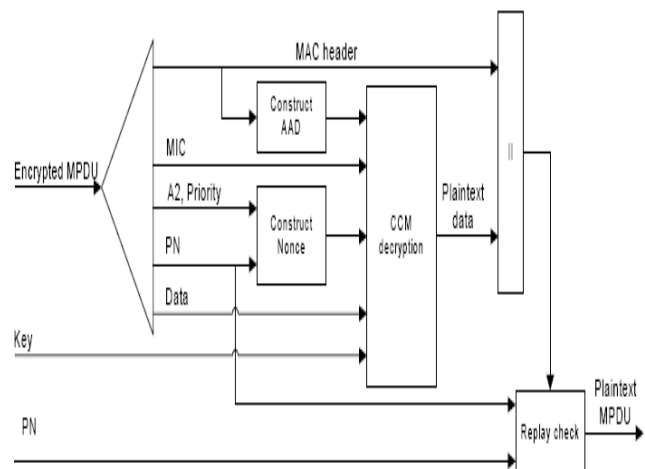 MAC header
Construct
AAD
MIC
Encrypted MPDU
A2, Priority
Construct
Nonce
PN
Data
CCM
decryption
Plaintext
data
||
Key
PN
Replay check
Plaintext
MPDU